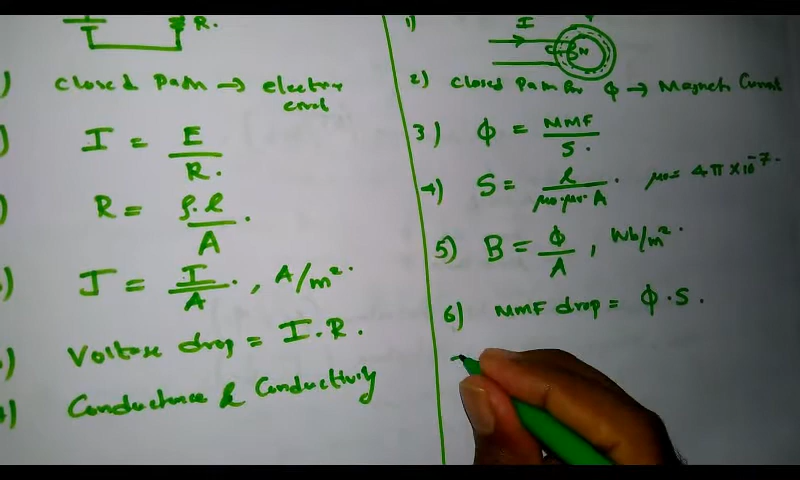 R.
) closed Path → electric
circuit
) I = E / R.
) R = ρ.l / A.
) J = I / A. , A/m².
) Voltage drop = I.R.
) Conductance & Conductivity
1)
I
N
2) closed Path for ϕ → Magnetic Circuit
3) ϕ = MMF / S.
4) S = l / μ₀.μr.A . μ₀ = 4π×10⁻⁷.
5) B = ϕ / A , Wb/m².
6) MMF drop = ϕ.S.